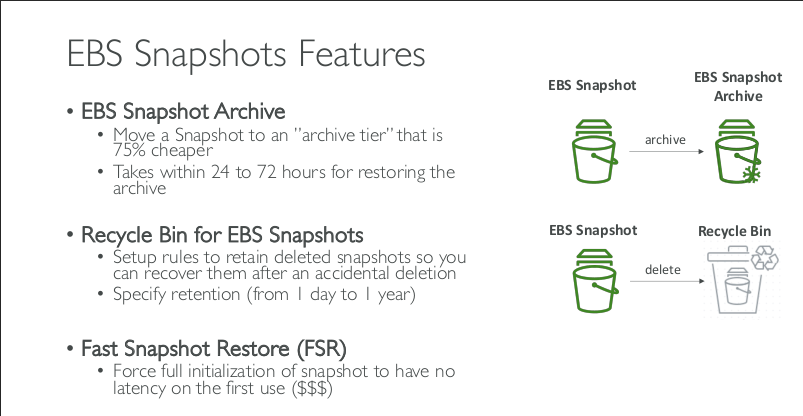 EBS Snapshots Features
• EBS Snapshot Archive
• Move a Snapshot to an ”archive tier” that is
75% cheaper
• Takes within 24 to 72 hours for restoring the
archive
• Recycle Bin for EBS Snapshots
• Setup rules to retain deleted snapshots so you
can recover them after an accidental deletion
• Specify retention (from 1 day to 1 year)
• Fast Snapshot Restore (FSR)
• Force full initialization of snapshot to have no
latency on the first use ($$$)
EBS Snapshot
EBS Snapshot
Archive
archive
EBS Snapshot
Recycle Bin
delete